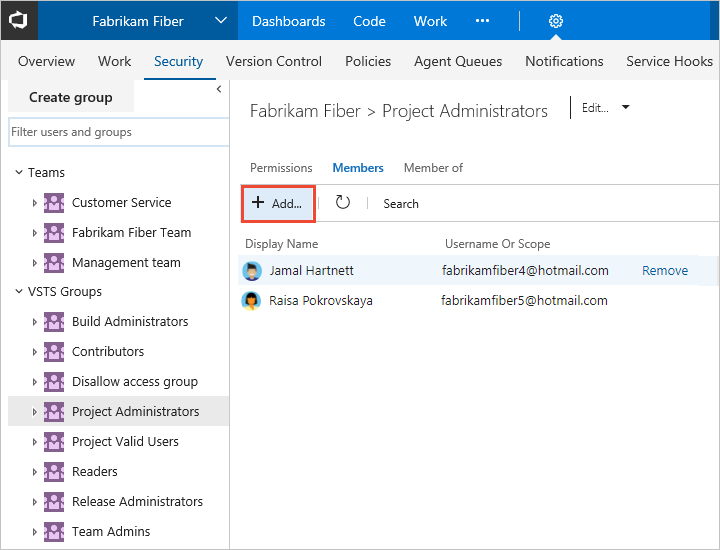 Fabrikam Fiber Dashboards Code Work ...
Overview Work Security Version Control Policies Agent Queues Notifications Service Hooks
Create group
Filter users and groups
Teams
Customer Service
Fabrikam Fiber Team
Management team
VSTS Groups
Build Administrators
Contributors
Disallow access group
Project Administrators
Project Valid Users
Readers
Release Administrators
Team Admins
Fabrikam Fiber > Project Administrators Edit...
Permissions Members Member of
+ Add... Search
Display Name Username Or Scope
Jamal Hartnett fabrikamfiber4@hotmail.com Remove
Raisa Pokrovskaya fabrikamfiber5@hotmail.com